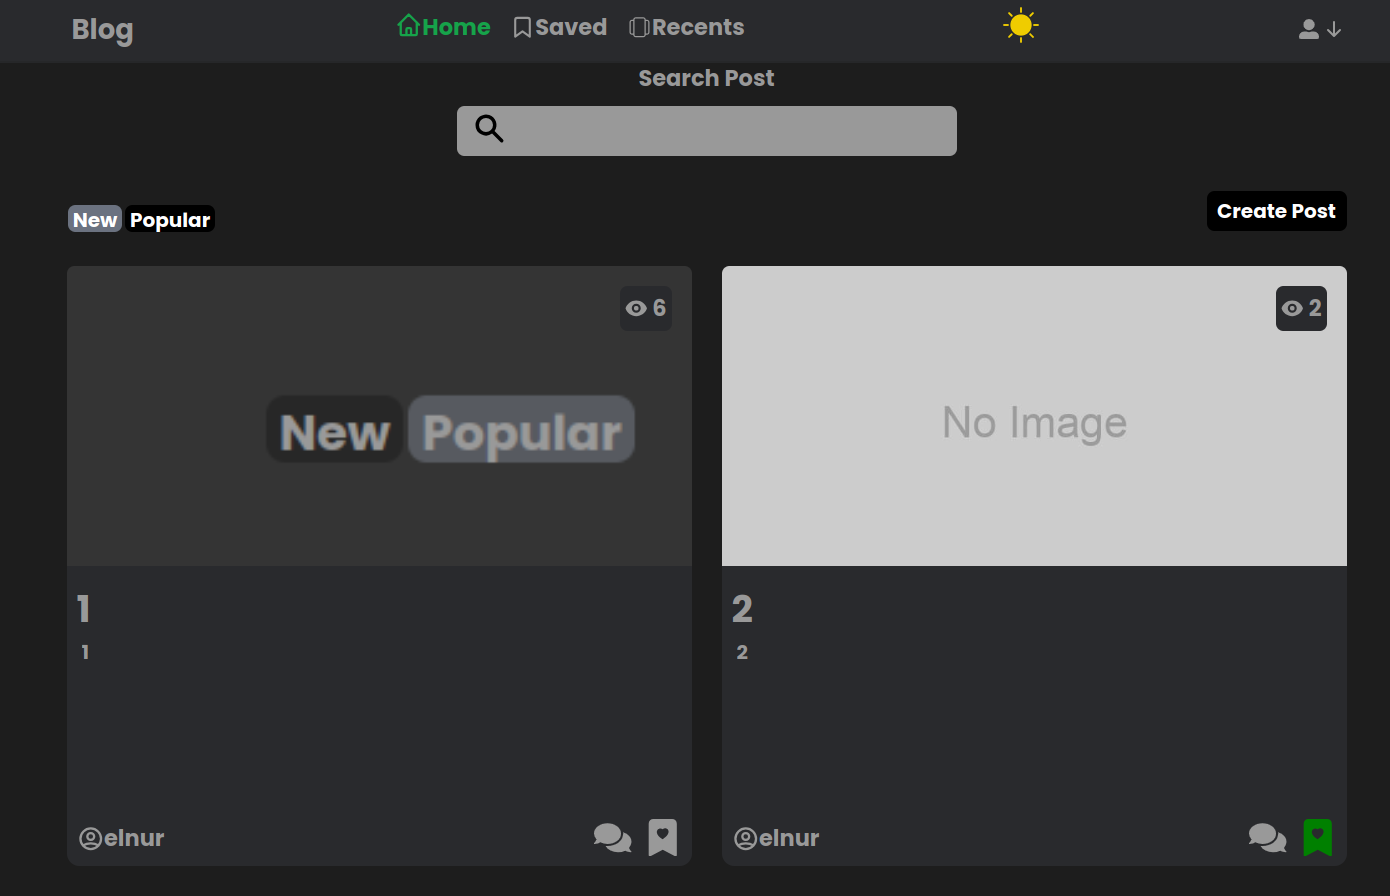 Blog Home Saved Recents
Search Post
New Popular Create Post
6
2
New Popular
No Image
1
1
2
2
elnur
elnur